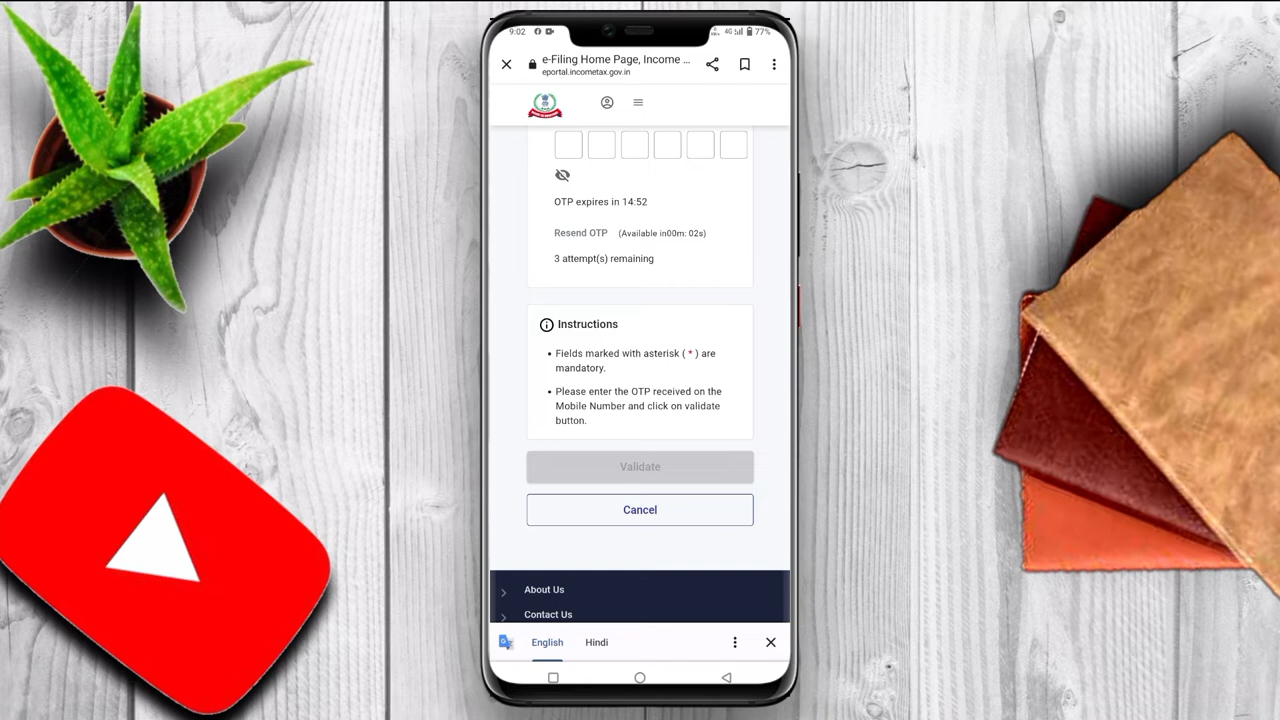 9:02
4G 77%
e-Filing Home Page, Income ...
eportal.incometax.gov.in
OTP expires in 14:52
Resend OTP (Available in00m: 02s)
3 attempt(s) remaining
Instructions
• Fields marked with asterisk ( * ) are
mandatory.
• Please enter the OTP received on the
Mobile Number and click on validate
button.
Validate
Cancel
About Us
Contact Us
English Hindi